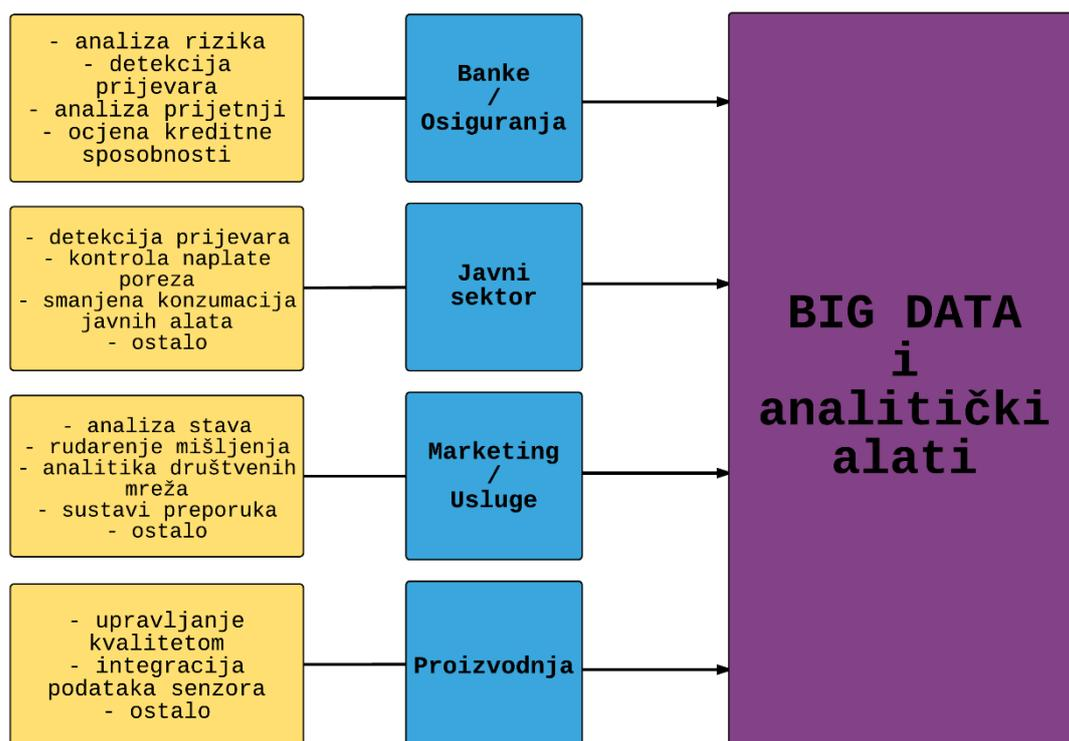 - analiza rizika
- detekcija
prijevara
- analiza prijetnji
- ocjena kreditne
sposobnosti
Banke
/
Osiguranja
- detekcija prijevara
- kontrola naplate
poreza
- smanjena konzumacija
javnih alata
- ostalo
Javni
sektor
- analiza stava
- rudarenje mišljenja
- analitika društvenih
mreža
- sustavi preporuka
- ostalo
Marketing
/
Usluge
- upravljanje
kvalitetom
- integracija
podataka senzora
- ostalo
Proizvodnja
BIG DATA
i
analitički
alati